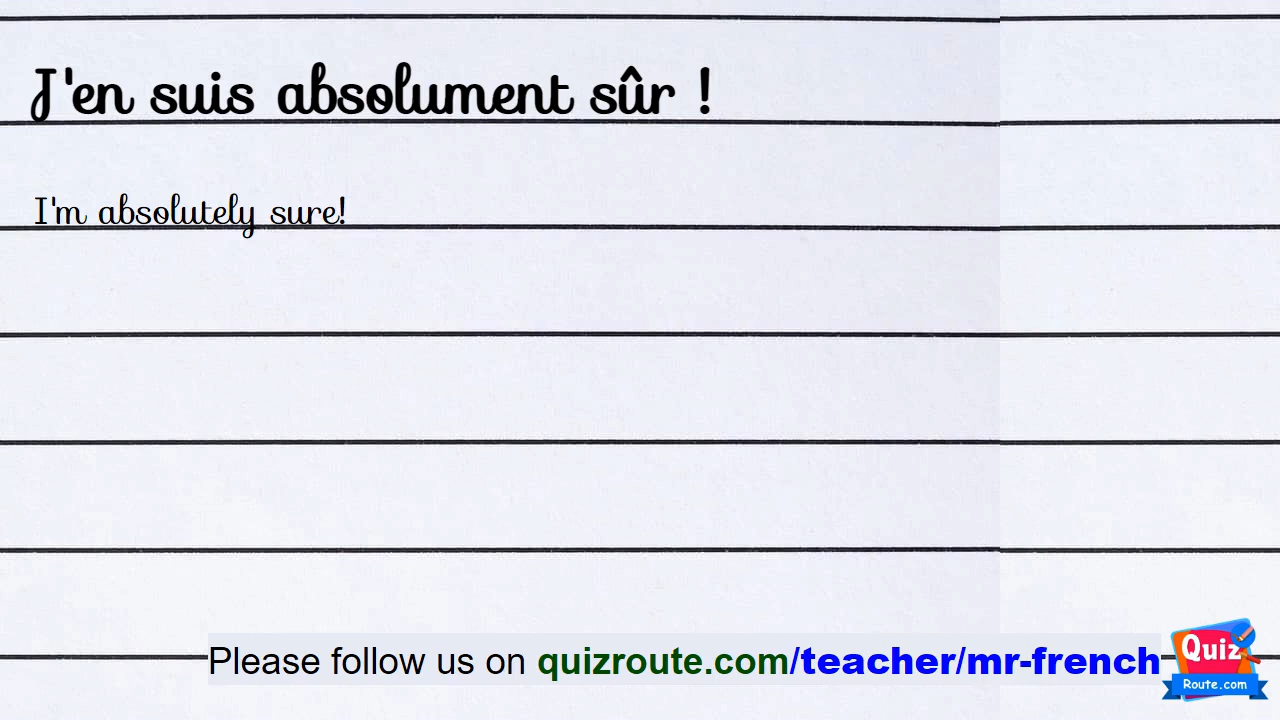 J'en suis absolument sûr !
I'm absolutely sure!
Please follow us on quizroute.com/teacher/mr-french
Quiz
Route.com